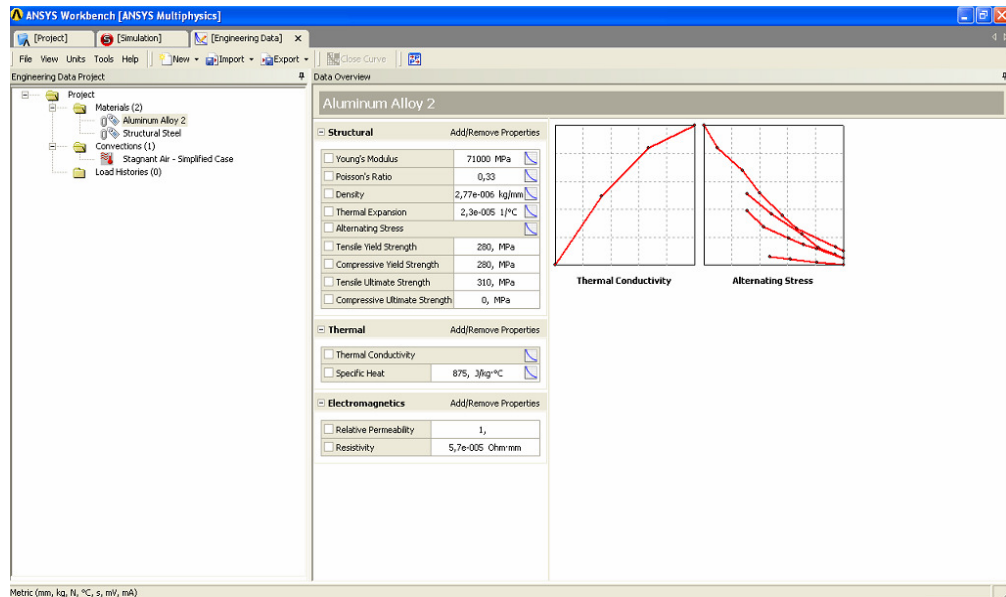 ANSYS Workbench [ANSYS Multiphysics]
[Project] [Simulation] [Engineering Data]
File View Units Tools Help New Import Export Close Curve
Engineering Data Project
Project
Materials (2)
Aluminum Alloy 2
Structural Steel
Convections (1)
Stagnant Air - Simplified Case
Load Histories (0)
Data Overview
Aluminum Alloy 2
Structural Add/Remove Properties
Young's Modulus 71000 MPa
Poisson's Ratio 0,33
Density 2,77e-006 kg/mm
Thermal Expansion 2,3e-005 1/°C
Alternating Stress
Tensile Yield Strength 280, MPa
Compressive Yield Strength 280, MPa
Tensile Ultimate Strength 310, MPa
Compressive Ultimate Strength 0, MPa
Thermal Add/Remove Properties
Thermal Conductivity
Specific Heat 875, J/kg·°C
Electromagnetics Add/Remove Properties
Relative Permeability 1,
Resistivity 5,7e-005 Ohm·mm
Thermal Conductivity Alternating Stress
Metric (mm, kg, N, °C, s, mV, mA)